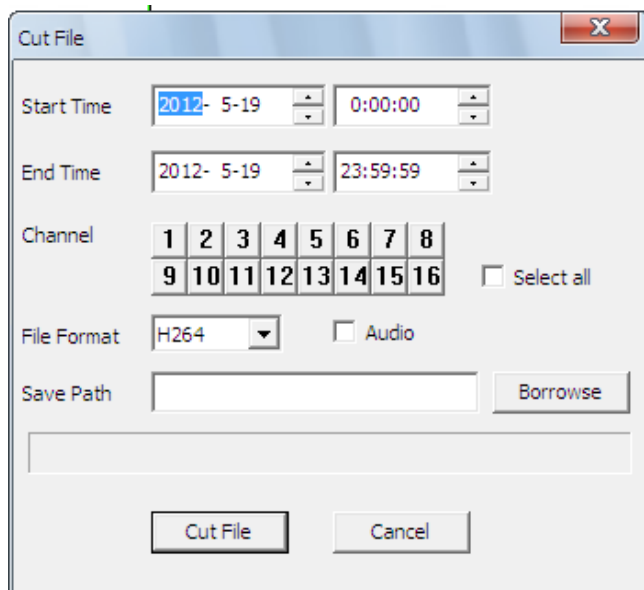 Cut File
Start Time 2012- 5-19 0:00:00
End Time 2012- 5-19 23:59:59
Channel 1 2 3 4 5 6 7 8
9 10 11 12 13 14 15 16 Select all
File Format H264 Audio
Save Path Borrowse
Cut File Cancel